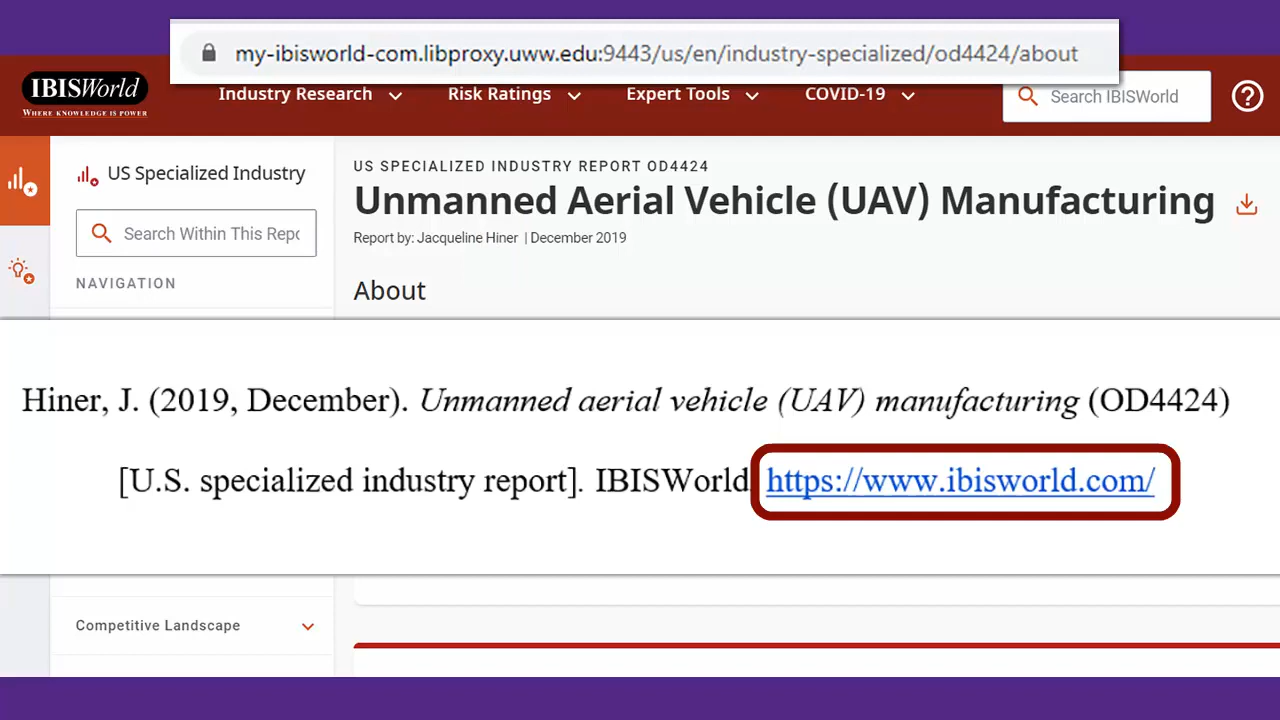 my-ibisworld-com.libproxy.uww.edu:9443/us/en/industry-specialized/od4424/about
IBISWorld
WHERE KNOWLEDGE IS POWER
Industry Research
Risk Ratings
Expert Tools
COVID-19
Search IBISWorld
?
US Specialized Industry
Search Within This Repo
NAVIGATION
US SPECIALIZED INDUSTRY REPORT OD4424
Unmanned Aerial Vehicle (UAV) Manufacturing
Report by: Jacqueline Hiner | December 2019
About
Hiner, J. (2019, December). Unmanned aerial vehicle (UAV) manufacturing (OD4424)
[U.S. specialized industry report]. IBISWorld https://www.ibisworld.com/
Competitive Landscape